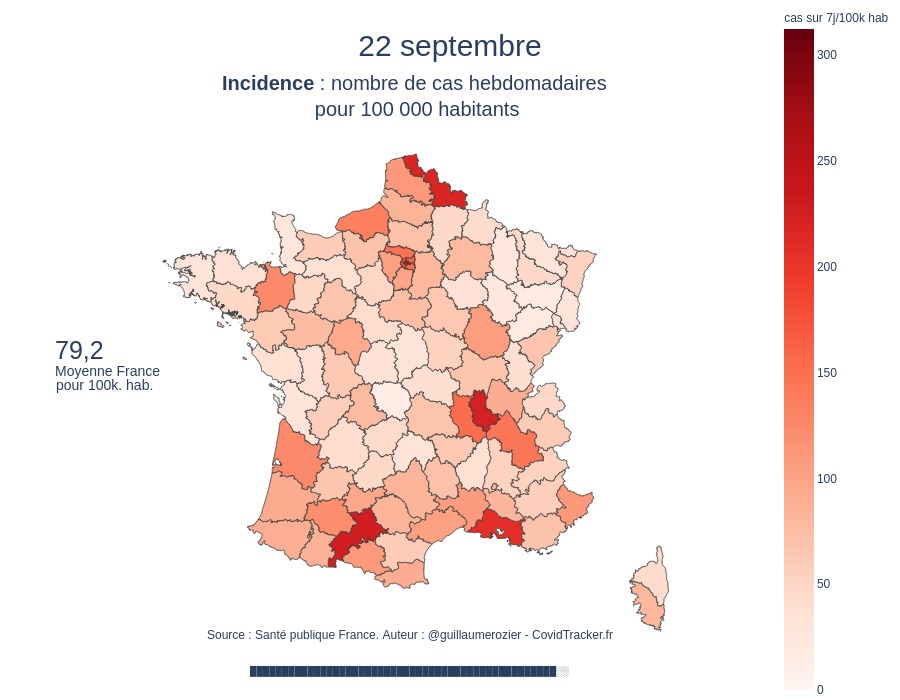 cas sur 7j/100k hab
22 septembre
Incidence : nombre de cas hebdomadaires
pour 100 000 habitants
300
250
200
150
100
50
0
79,2
Moyenne France
pour 100k. hab.
Source : Santé publique France. Auteur : @guillaumerozier - CovidTracker.fr